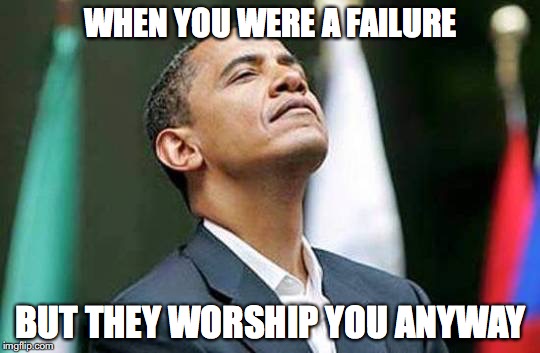 WHEN YOU WERE A FAILURE
BUT THEY WORSHIP YOU ANYWAY
imgflip.com